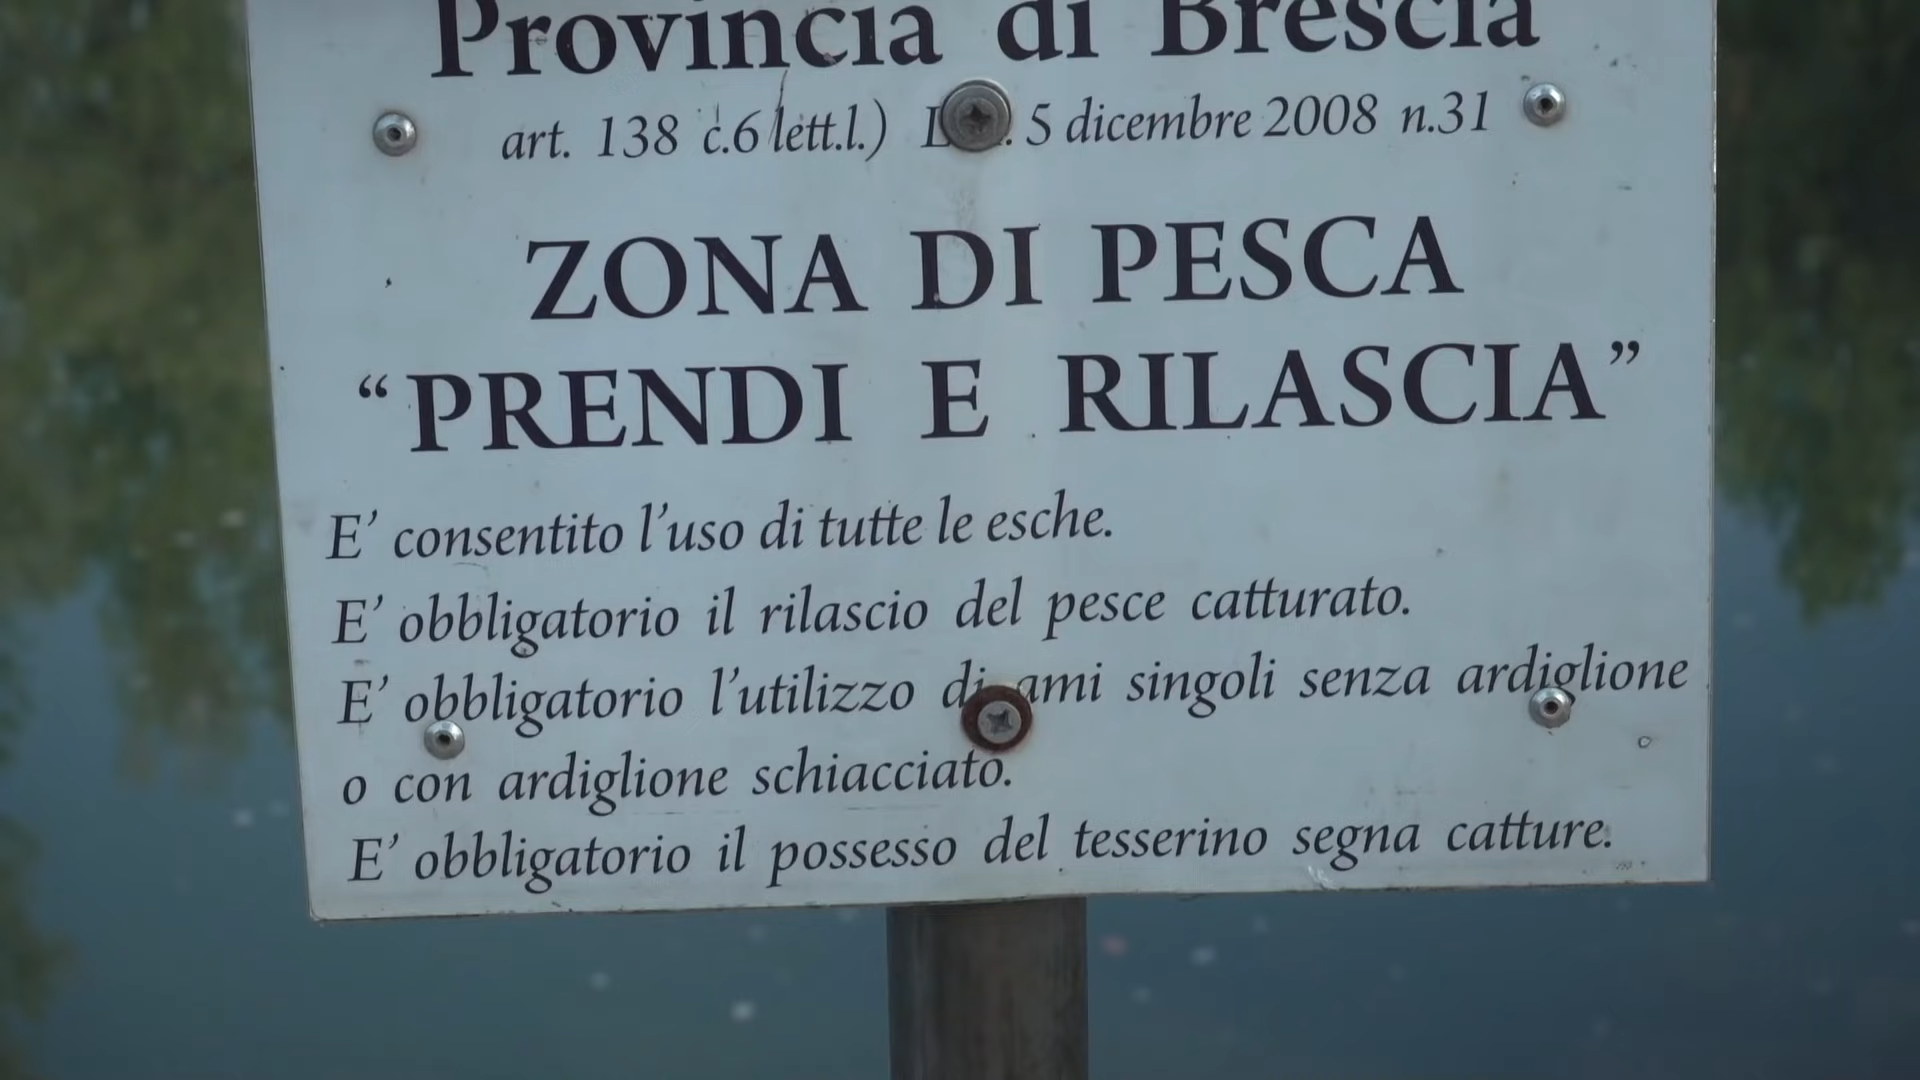 Provincia di Brescia
art. 138 c.6 lett.l.) 5 dicembre 2008 n.31
ZONA DI PESCA
“PRENDI E RILASCIA”
E’ consentito l’uso di tutte le esche.
E’ obbligatorio il rilascio del pesce catturato.
E’ obbligatorio l’utilizzo di ami singoli senza ardiglione
o con ardiglione schiacciato.
E’ obbligatorio il possesso del tesserino segna catture.